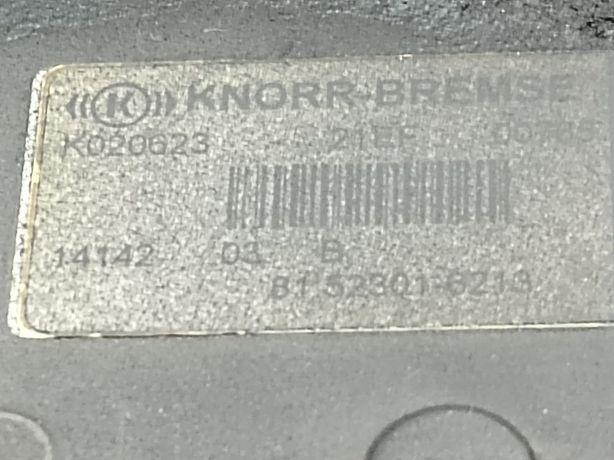 K KNORR-BREMSE
K020623 21EF
14142 03 B
81.52301-6213